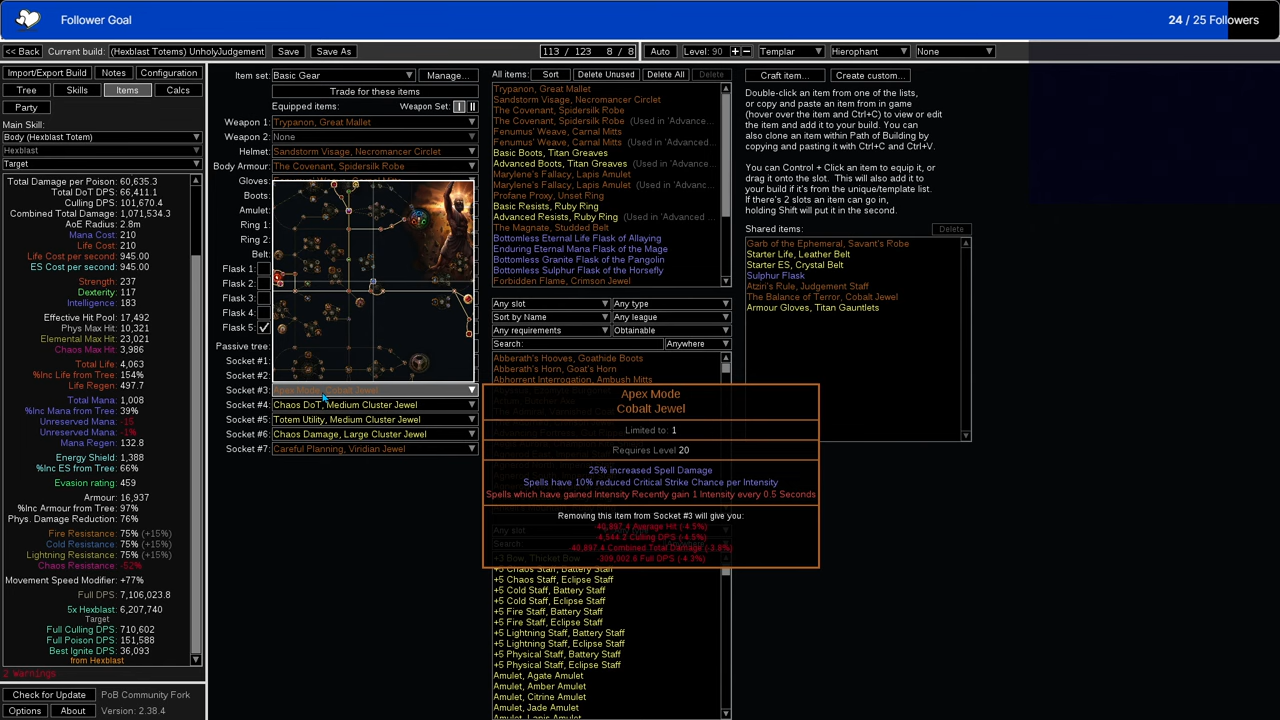 Follower Goal
24 / 25 Followers
<< Back
Current build:
(Hexblast Totems) UnholyJudgement
Save
Save As
113 / 123 8 / 8
Auto
Level: 90
+
-
Templar
Hierophant
None
Import/Export Build
Notes
Configuration
Tree
Skills
Items
Calcs
Party
Main Skill:
Body (Hexblast Totem)
Hexblast
Target
Total Damage per Poison: 60,635.3
Total DoT DPS: 66,411.1
Culling DPS: 101,670.4
Combined Total Damage: 1,071,534.3
AoE Radius: 2.8m
Mana Cost: 210
Life Cost: 210
Life Cost per second: 945.00
ES Cost per second: 945.00
Strength: 237
Dexterity: 117
Intelligence: 183
Effective Hit Pool: 17,492
Phys Max Hit: 10,321
Elemental Max Hit: 23,021
Chaos Max Hit: 3,986
Total Life: 4,063
%Inc Life from Tree: 154%
Life Regen: 497.7
Total Mana: 1,008
%Inc Mana from Tree: 39%
Unreserved Mana: -15
Unreserved Mana: -1%
Mana Regen: 132.8
Energy Shield: 1,388
%Inc ES from Tree: 66%
Evasion rating: 459
Armour: 16,937
%Inc Armour from Tree: 97%
Phys. Damage Reduction: 76%
Fire Resistance: 75% (+15%)
Cold Resistance: 75% (+15%)
Lightning Resistance: 75% (+15%)
Chaos Resistance: -52%
Movement Speed Modifier: +77%
Full DPS: 7,106,023.8
5x Hexblast: 6,207,740
Target
Full Culling DPS: 710,602
Full Poison DPS: 151,588
Best Ignite DPS: 36,093
from Hexblast
2 warnings
Check for Update
PoB Community Fork
Options
About
Version: 2.38.4
Item set:
Basic Gear
Manage...
Trade for these items
Equipped items:
Weapon Set: I II
Weapon 1: Trypanon, Great Mallet
Weapon 2: None
Helmet: Sandstorm Visage, Necromancer Circlet
Body Armour: The Covenant, Spidersilk Robe
Gloves:
Boots:
Amulet:
Ring 1:
Ring 2:
Belt:
Flask 1:
Flask 2:
Flask 3:
Flask 4:
Flask 5:
Passive tree:
Socket #1:
Socket #2:
Socket #3: Apex Mode, Cobalt Jewel
Socket #4: Chaos DoT, Medium Cluster Jewel
Socket #5: Totem Utility, Medium Cluster Jewel
Socket #6: Chaos Damage, Large Cluster Jewel
Socket #7: Careful Planning, Viridian Jewel
All items:
Sort
Delete Unused
Delete All
Delete
Trypanon, Great Mallet
Sandstorm Visage, Necromancer Circlet
The Covenant, Spidersilk Robe
The Covenant, Spidersilk Robe (Used in 'Advance...
Fenumus' Weave, Carnal Mitts
Fenumus' Weave, Carnal Mitts (Used in 'Advance...
Basic Boots, Titan Greaves
Advanced Boots, Titan Greaves (Used in 'Advance...
Marylene's Fallacy, Lapis Amulet
Marylene's Fallacy, Lapis Amulet (Used in 'Advance...
Profane Proxy, Unset Ring
Basic Resists, Ruby Ring
Advanced Resists, Ruby Ring (Used in 'Advanced ...
The Magnate, Studded Belt
Bottomless Eternal Life Flask of Allaying
Enduring Eternal Mana Flask of the Mage
Bottomless Granite Flask of the Pangolin
Bottomless Sulphur Flask of the Horsefly
Forbidden Flame, Crimson Jewel
Any slot
Any type
Sort by Name
Any league
Any requirements
Obtainable
Search:
Anywhere
Abberath's Hooves, Goathide Boots
Abhorrent Interrogation, Ambush Mitts
Apex Mode
Cobalt Jewel
Limited to: 1
Requires Level 20
25% increased Spell Damage
Spells have 10% reduced Critical Strike Chance per Intensity
Spells which have gained Intensity Recently gain 1 Intensity every 0.5 Seconds
Removing this item from Socket #3 will give you:
-40,897.4 Average Hit (-4.5%)
-4,544.2 Culling DPS (-4.5%)
-40,897.4 Combined Total Damage (-3.8%)
+5 Chaos Staff, Eclipse Staff
+5 Cold Staff, Battery Staff
+5 Cold Staff, Eclipse Staff
+5 Fire Staff, Battery Staff
+5 Fire Staff, Eclipse Staff
+5 Lightning Staff, Battery Staff
+5 Lightning Staff, Eclipse Staff
+5 Physical Staff, Battery Staff
+5 Physical Staff, Eclipse Staff
Amulet, Agate Amulet
Amulet, Amber Amulet
Amulet, Citrine Amulet
Amulet, Jade Amulet
Amulet, Lapis Amulet
Craft item...
Create custom...
Double-click an item from one of the lists,
or copy and paste an item from in game
(hover over the item and Ctrl+C) to view or edit
the item and add it to your build. You can
also clone an item within Path of Building by
copying and pasting it with Ctrl+C and Ctrl+V.
You can Control + Click an item to equip it, or
drag it onto the slot. This will also add it to
your build if it's from the unique/template list.
If there's 2 slots an item can go in,
holding Shift will put it in the second.
Shared items:
Delete
Garb of the Ephemeral, Savant's Robe
Starter Life, Leather Belt
Starter ES, Crystal Belt
Sulphur Flask
Atziri's Rule, Judgement Staff
The Balance of Terror, Cobalt Jewel
Armour Gloves, Titan Gauntlets